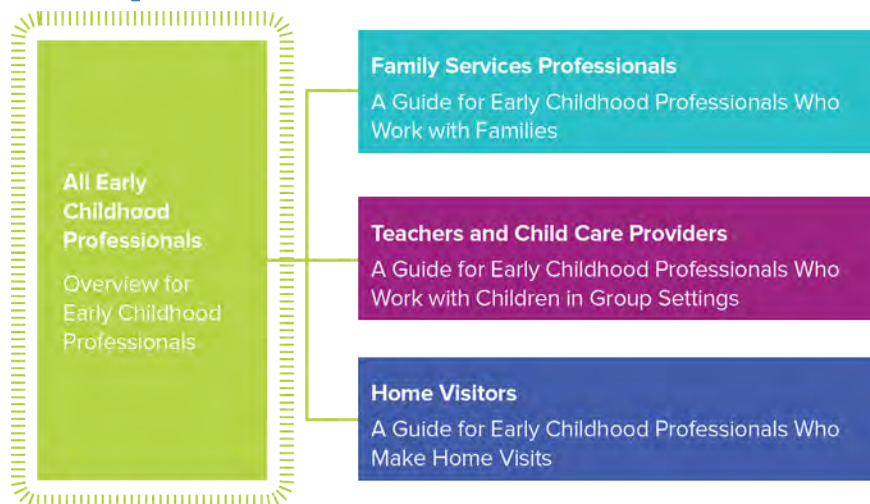 All Early
Childhood
Professionals
Overview for
Early Childhood
Professionals
Family Services Professionals
A Guide for Early Childhood Professionals Who
Work with Families
Teachers and Child Care Providers
A Guide for Early Childhood Professionals Who
Work with Children in Group Settings
Home Visitors
A Guide for Early Childhood Professionals Who
Make Home Visits